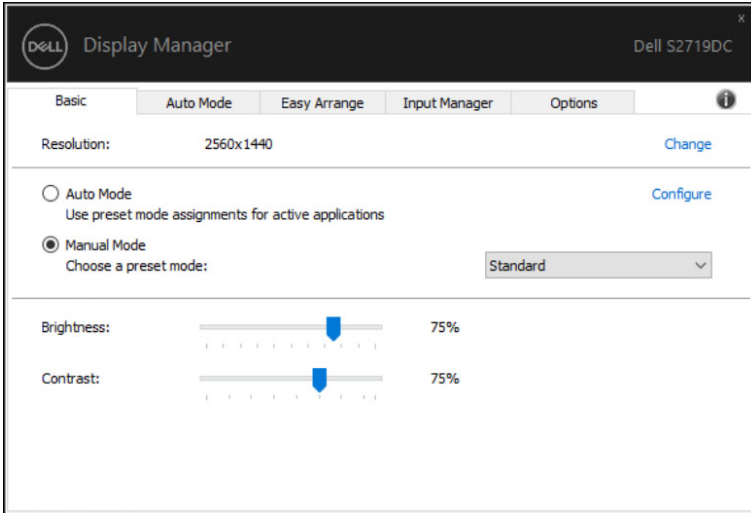 x
DELL
Display Manager
Dell S2719DC
Basic
Auto Mode
Easy Arrange
Input Manager
Options
i
Resolution:
2560x1440
Change
Auto Mode
Configure
Use preset mode assignments for active applications
Manual Mode
Choose a preset mode:
Standard
Brightness:
75%
Contrast:
75%